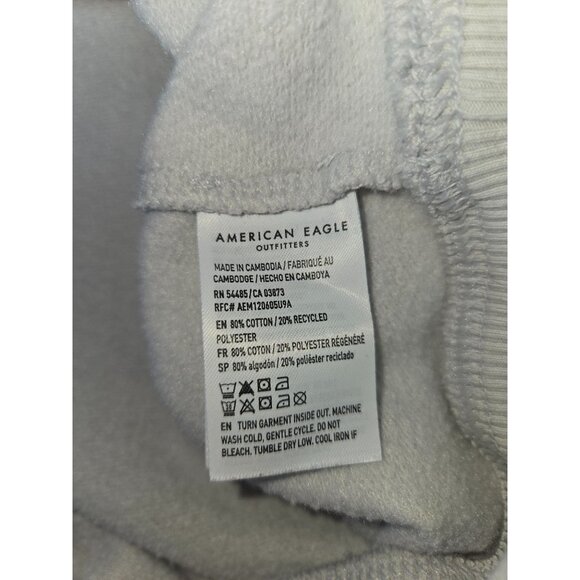 AMERICAN EAGLE
OUTFITTERS
MADE IN CAMBODIA / FABRIQUÉ AU
CAMBODGE / HECHO EN CAMBOYA
RN 54485 / CA 03873
RFC# AEM120605U9A
EN 80% COTTON / 20% RECYCLED
POLYESTER
FR 80% COTON / 20% POLYESTER RÉGÉNÉRÉ
SP 80% algodón / 20% poliéster reciclado
EN TURN GARMENT INSIDE OUT. MACHINE
WASH COLD, GENTLE CYCLE. DO NOT
BLEACH. TUMBLE DRY LOW. COOL IRON IF